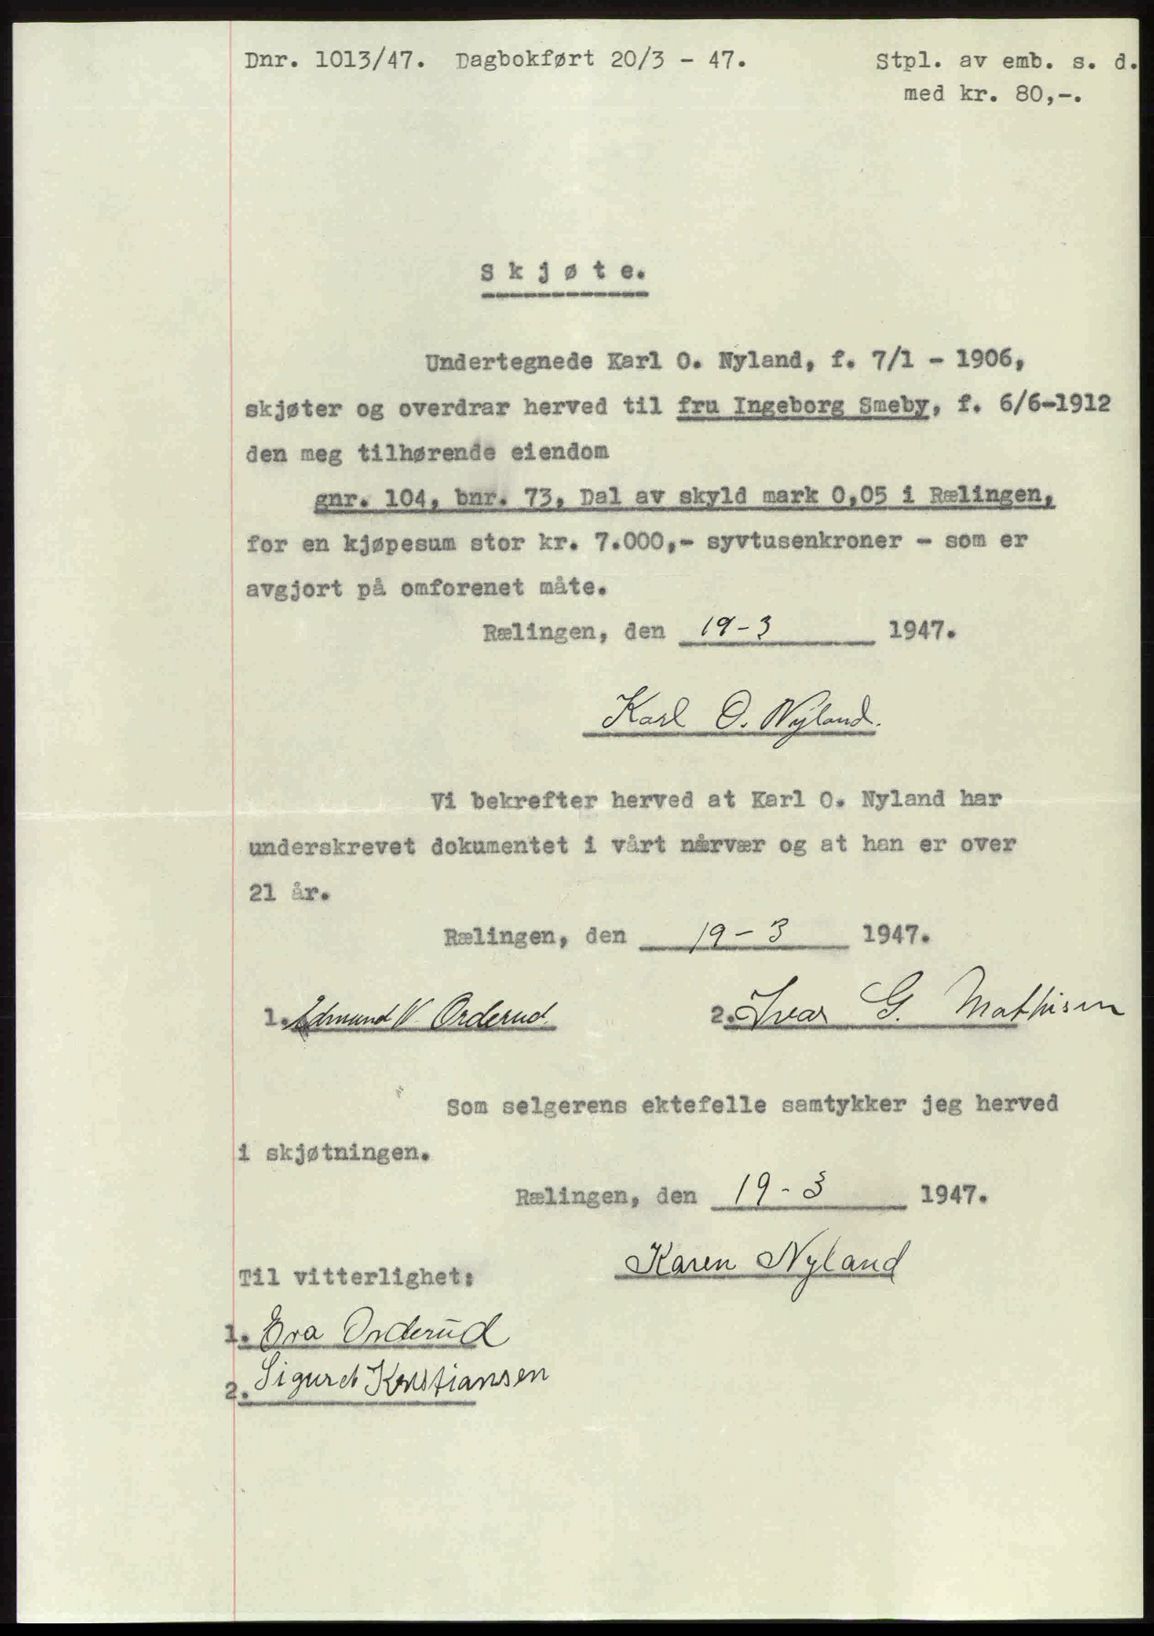 Dnr. 1013/47. Dagbokført 20/3 - 47. Stpl. av emb. s. d.
med kr. 80,-.
S k j ø t e.
Undertegnede Karl O. Nyland, f. 7/1 - 1906,
skjøter og overdrar herved til fru Ingeborg Smeby, f. 6/6-1912
den meg tilhørende eiendom
gnr. 104, bnr. 73, Dal av skyld mark 0,05 i Rælingen,
for en kjøpesum stor kr. 7.000,- syvtusenkroner - som er
avgjort på omforenet måte.
Rælingen, den 19-3 1947.
Karl O. Nyland.
Vi bekrefter herved at Karl O. Nyland har
underskrevet dokumentet i vårt nærvær og at han er over
21 år.
Rælingen, den 19-3 1947.
1. Edmund W. Orderud. 2. Ivar G. Mathisen
Som selgerens ektefelle samtykker jeg herved
i skjøtningen.
Rælingen, den 19-3 1947.
Karen Nyland
Til vitterlighet:
1. Eva Orderud
2. Sigurd Kristiansen